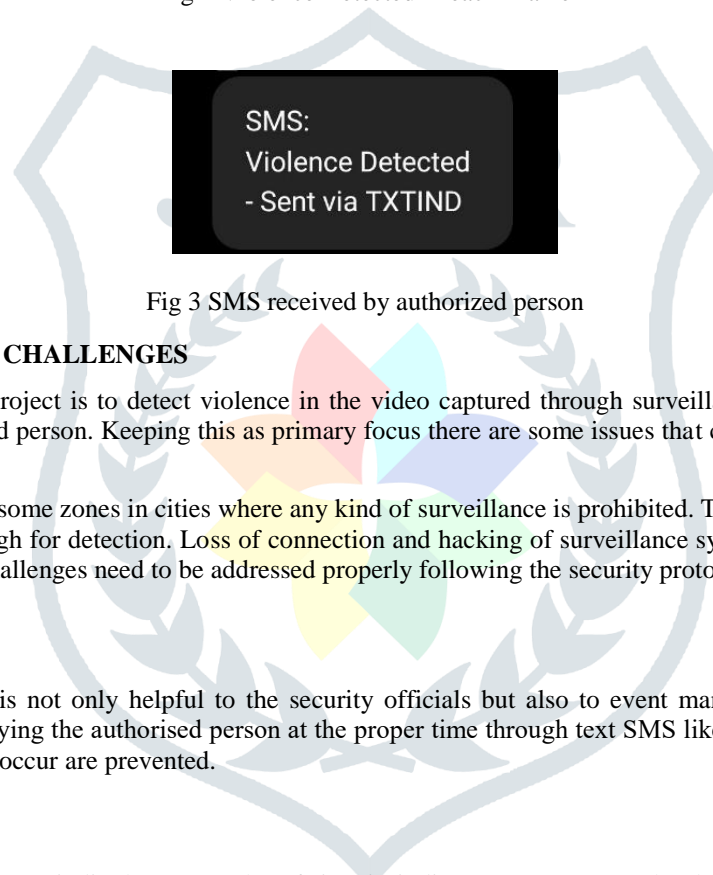 SMS:
Violence Detected
- Sent via TXTIND
Fig 3 SMS received by authorized person
CHALLENGES
roject is to detect violence in the video captured through surveill
d person. Keeping this as primary focus there are some issues that
some zones in cities where any kind of surveillance is prohibited. T
gh for detection. Loss of connection and hacking of surveillance sy
allenges need to be addressed properly following the security proto
is not only helpful to the security officials but also to event mar
ying the authorised person at the proper time through text SMS like
occur are prevented.